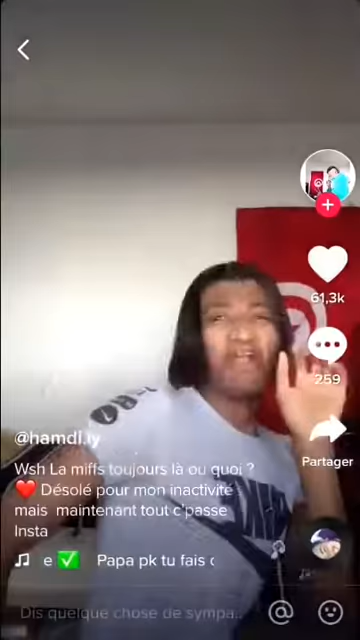 61,3k
259
@hamdl.ly
Partager
Wsh La miffs toujours là ou quoi ?
❤️ Désolé pour mon inactivité
mais maintenant tout c'passe
Insta
e ✅ Papa pk tu fais c
Dis quelque chose de sympa...